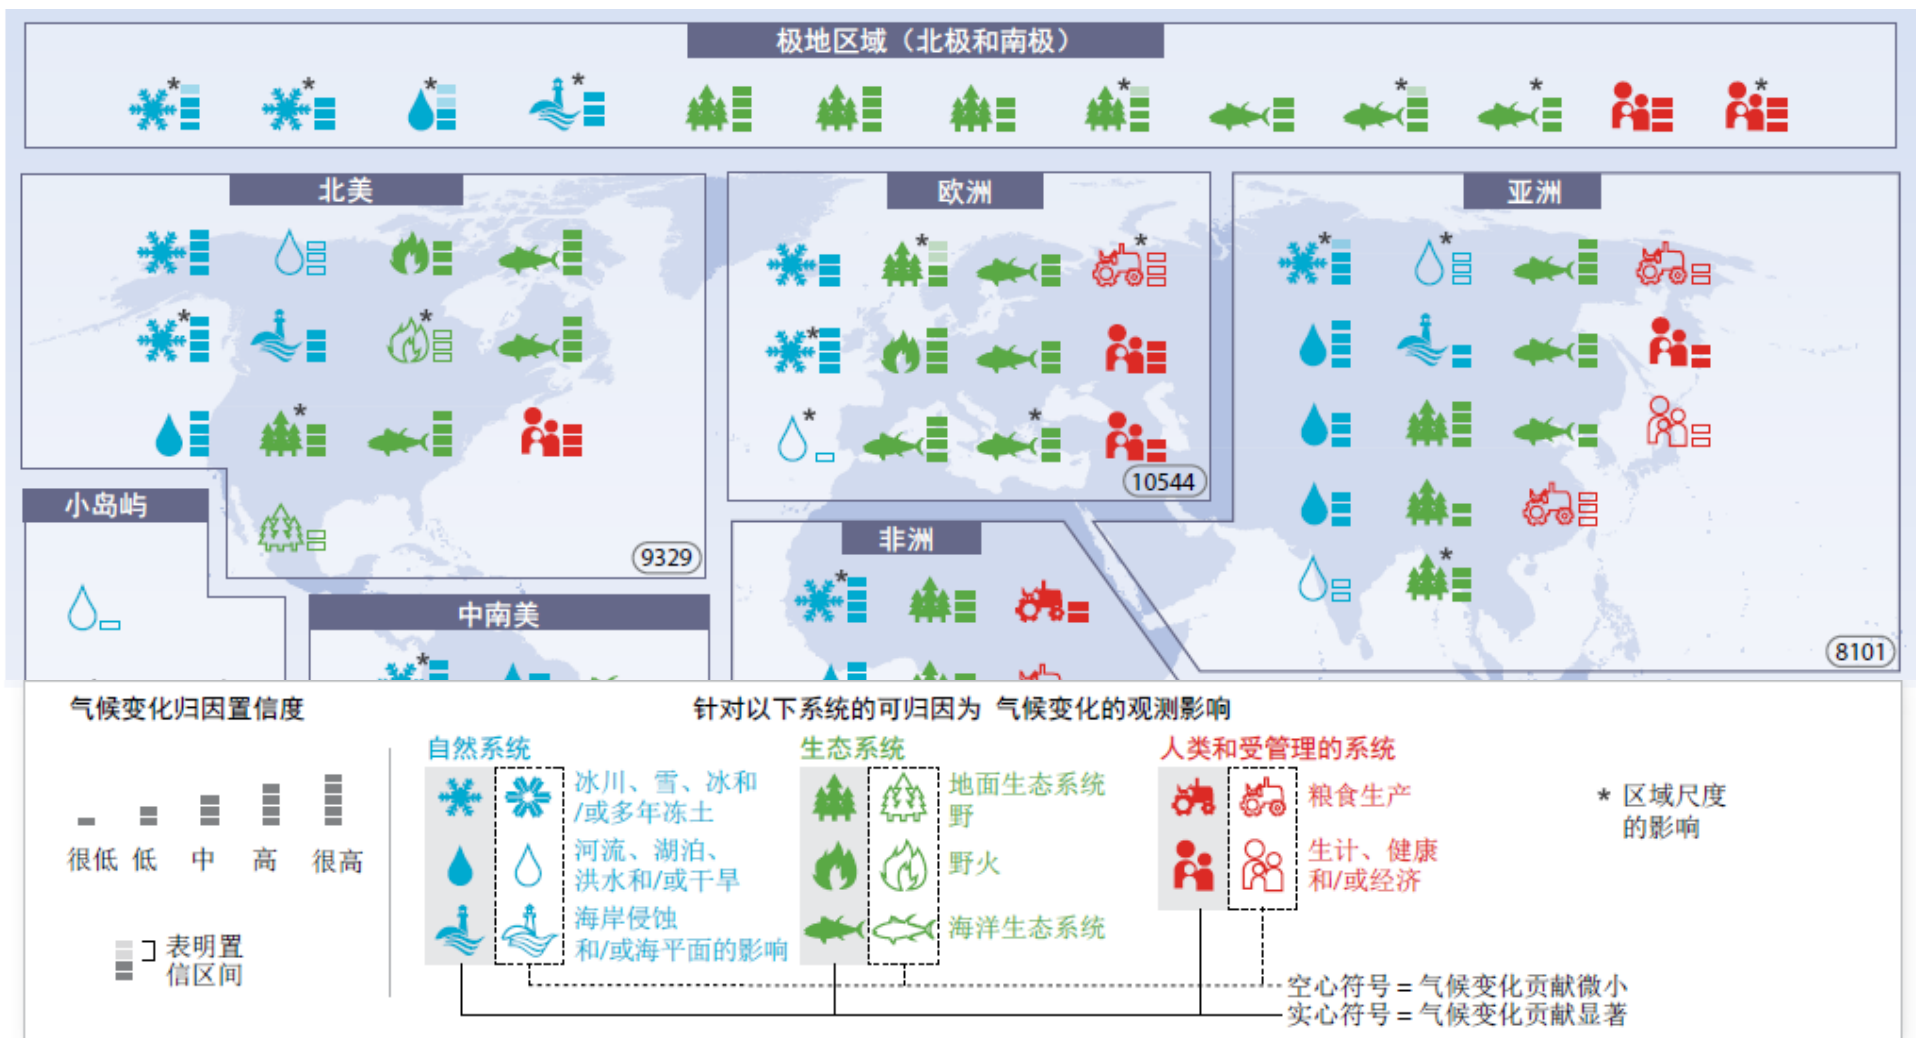 极地区域（北极和南极）
北美
欧洲
亚洲
小岛屿
9329
10544
非洲
中南美
8101
气候变化归因置信度
很低 低 中 高 很高
表明置
信区间
针对以下系统的可归因为 气候变化的观测影响
自然系统
冰川、雪、冰和
/或多年冻土
河流、湖泊、
洪水和/或干旱
海岸侵蚀
和/或海平面的影响
生态系统
地面生态系统
野
野火
海洋生态系统
人类和受管理的系统
粮食生产
生计、健康
和/或经济
* 区域尺度
的影响
空心符号 = 气候变化贡献微小
实心符号 = 气候变化贡献显著